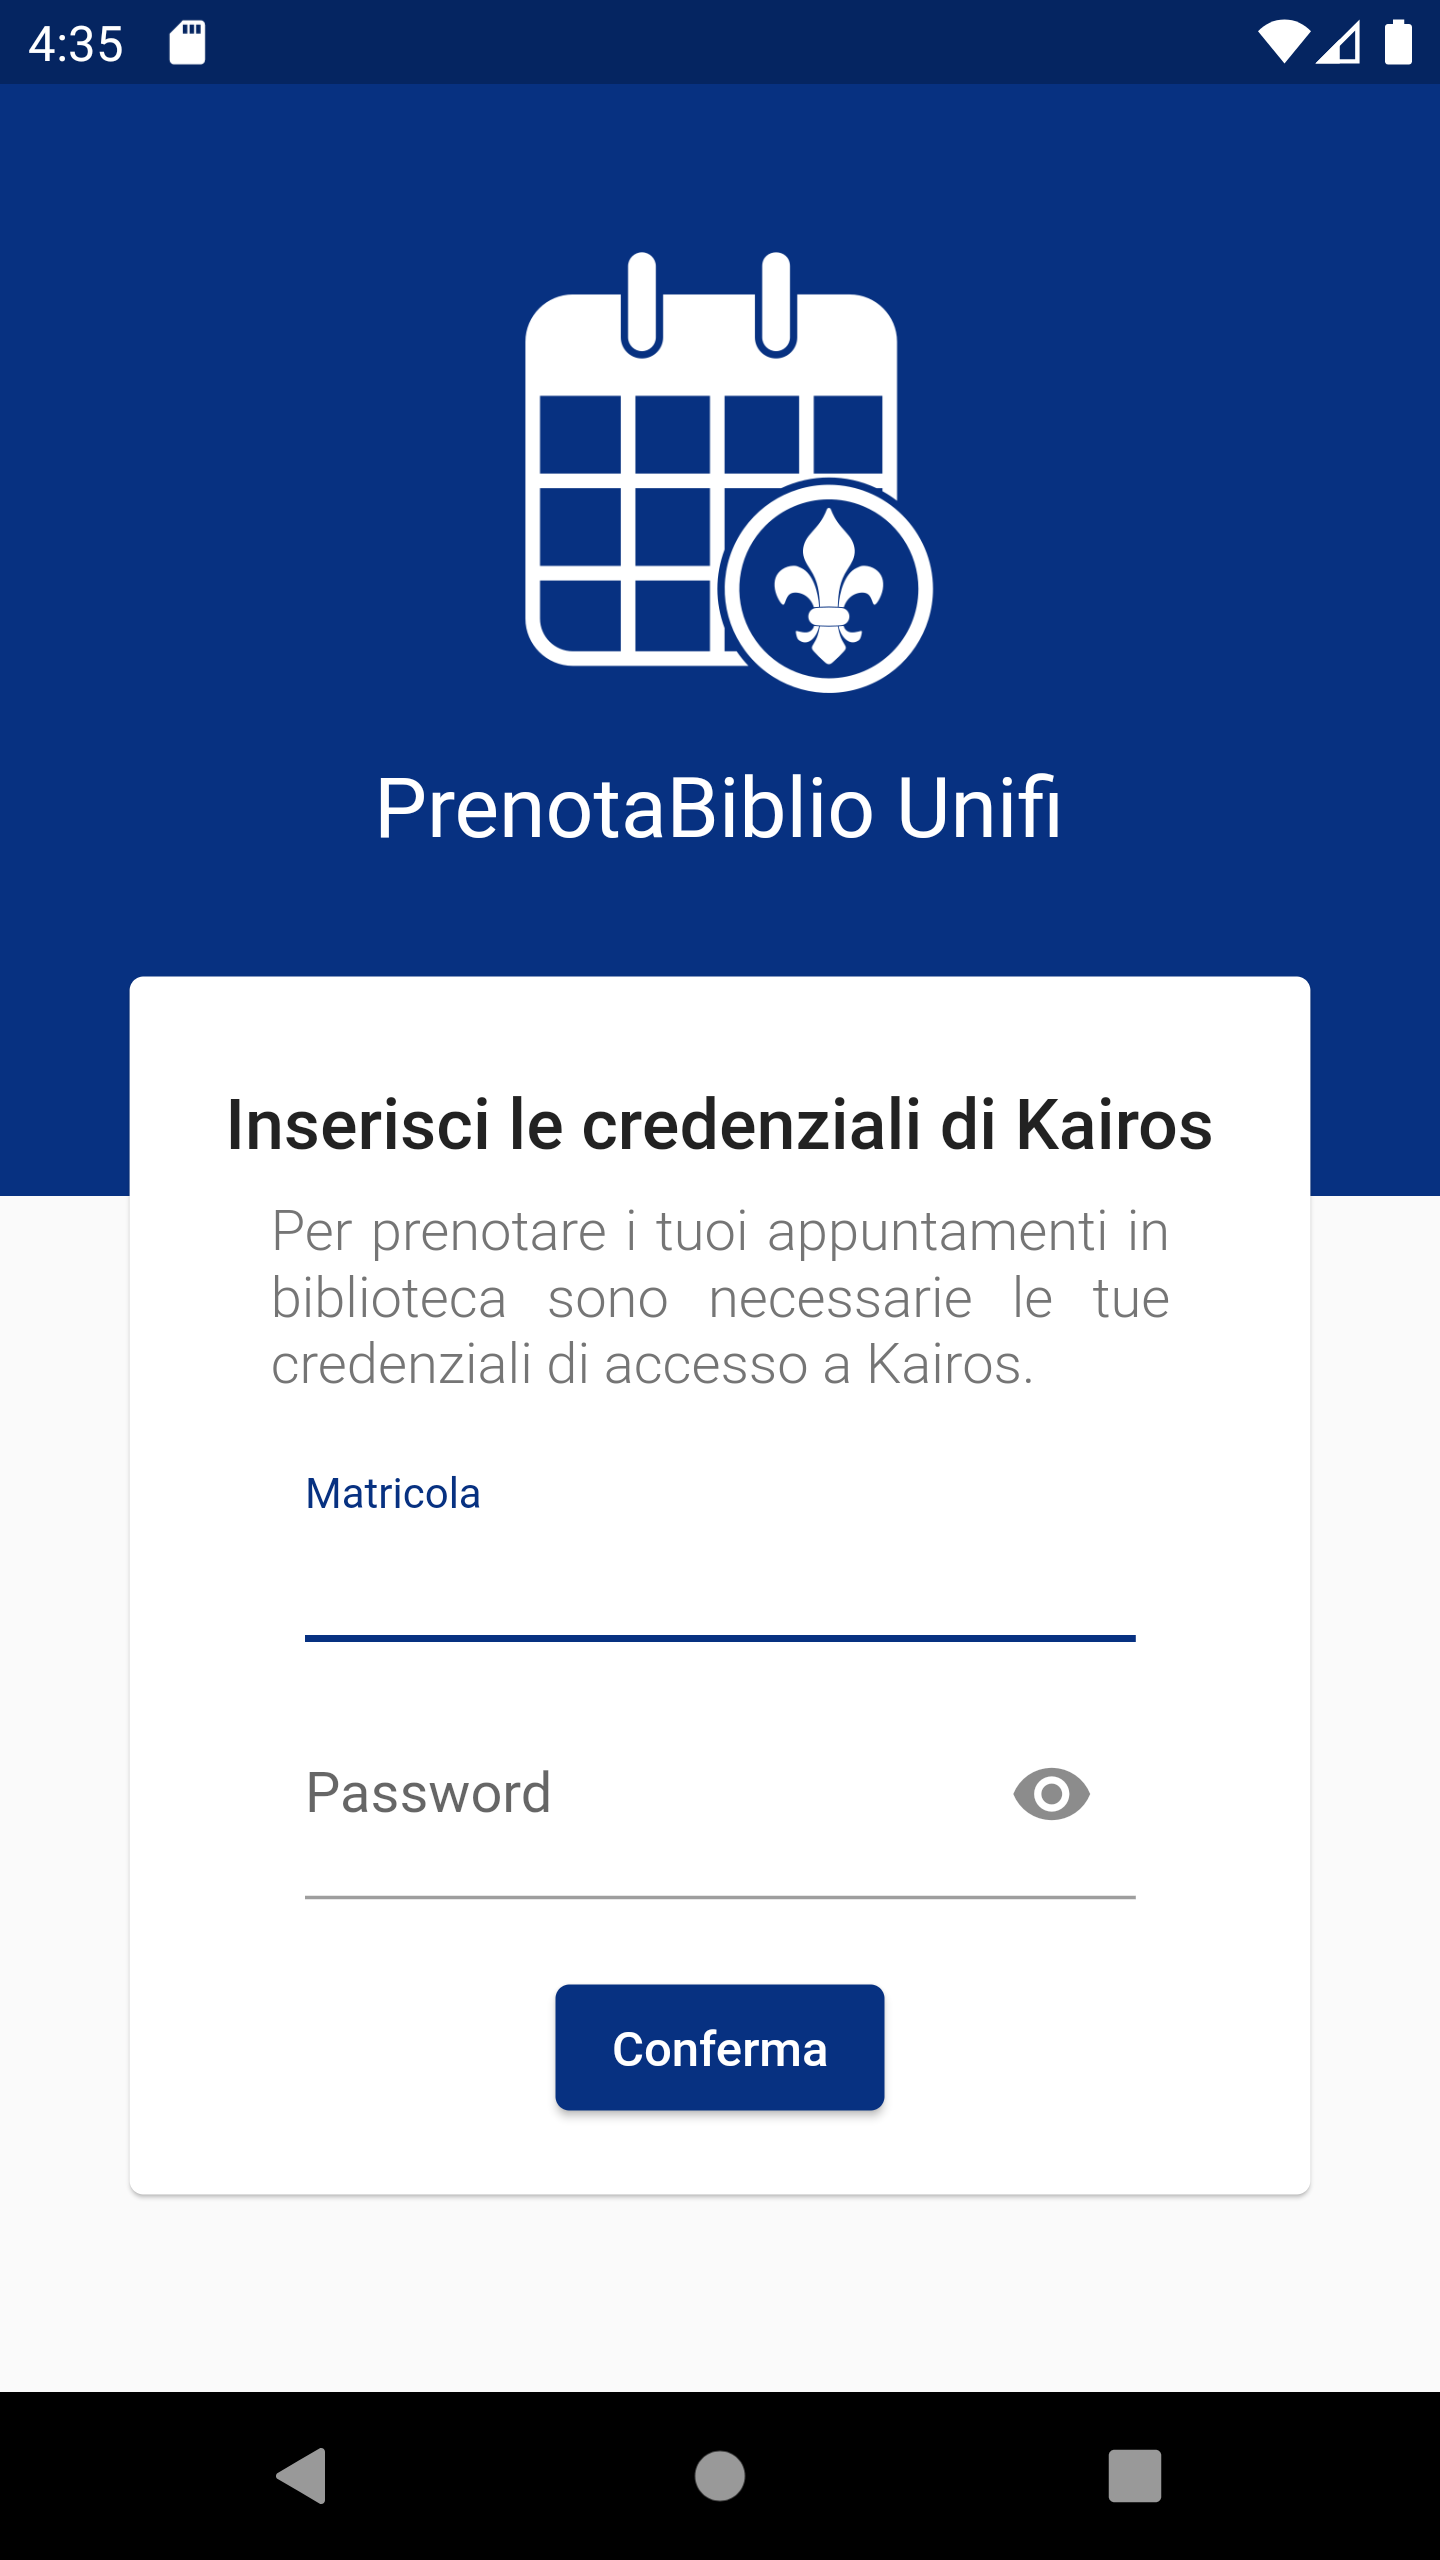 4:35
PrenotaBiblio Unifi
Inserisci le credenziali di Kairos
Per prenotare i tuoi appuntamenti in
biblioteca sono necessarie le tue
credenziali di accesso a Kairos.
Matricola
Password
Conferma